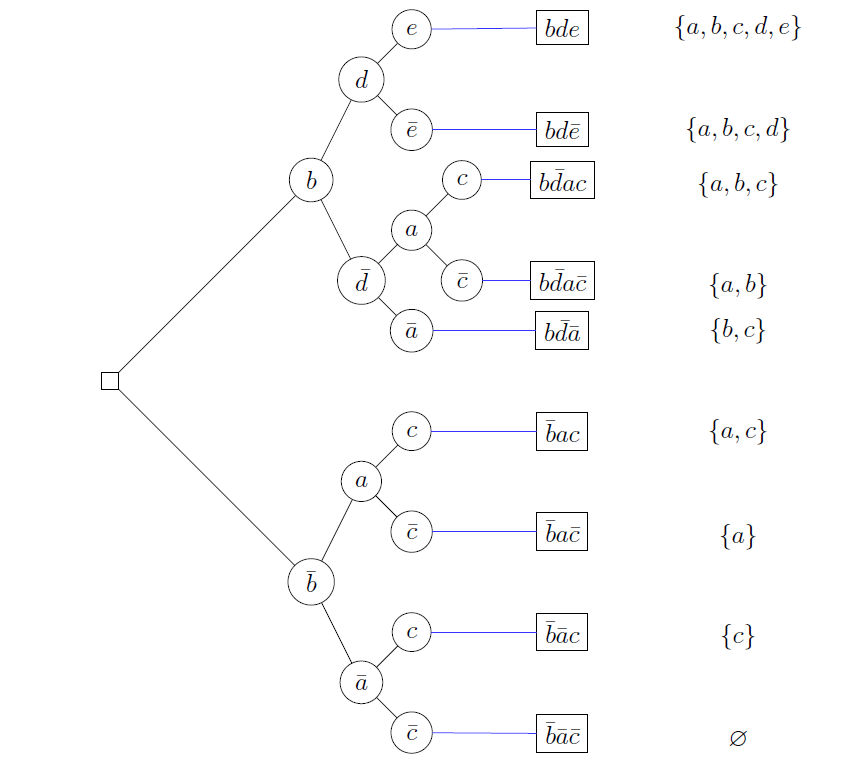 e bde {a, b, c, d, e}
d
ē bdē {a, b, c, d}
b c bd̄ac {a, b, c}
a
d̄ c̄ bd̄ac̄ {a, b}
ā bd̄ā {b, c}
c b̄ac {a, c}
a
c̄ b̄ac̄ {a}
b̄
c b̄āc {c}
ā
c̄ b̄āc̄ ∅